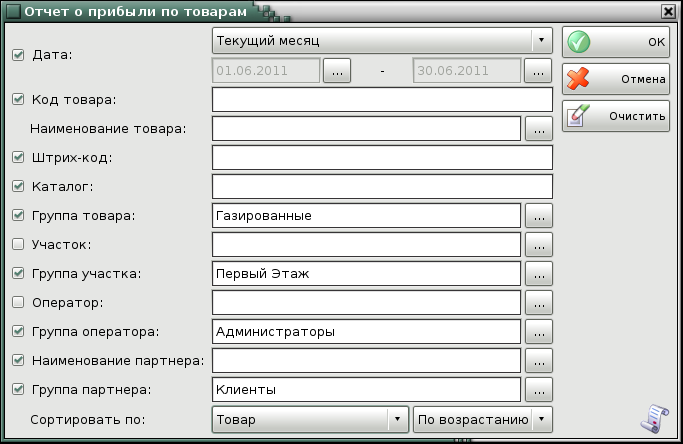 Отчет о прибыли по товарам
Дата:
Текущий месяц
OK
01.06.2011 ... - 30.06.2011 ...
Отмена
Код товара:
Очистить
Наименование товара: ...
Штрих-код:
Каталог:
Группа товара: Газированные ...
Участок: ...
Группа участка: Первый Этаж ...
Оператор: ...
Группа оператора: Администраторы ...
Наименование партнера: ...
Группа партнера: Клиенты ...
Сортировать по: Товар По возрастанию